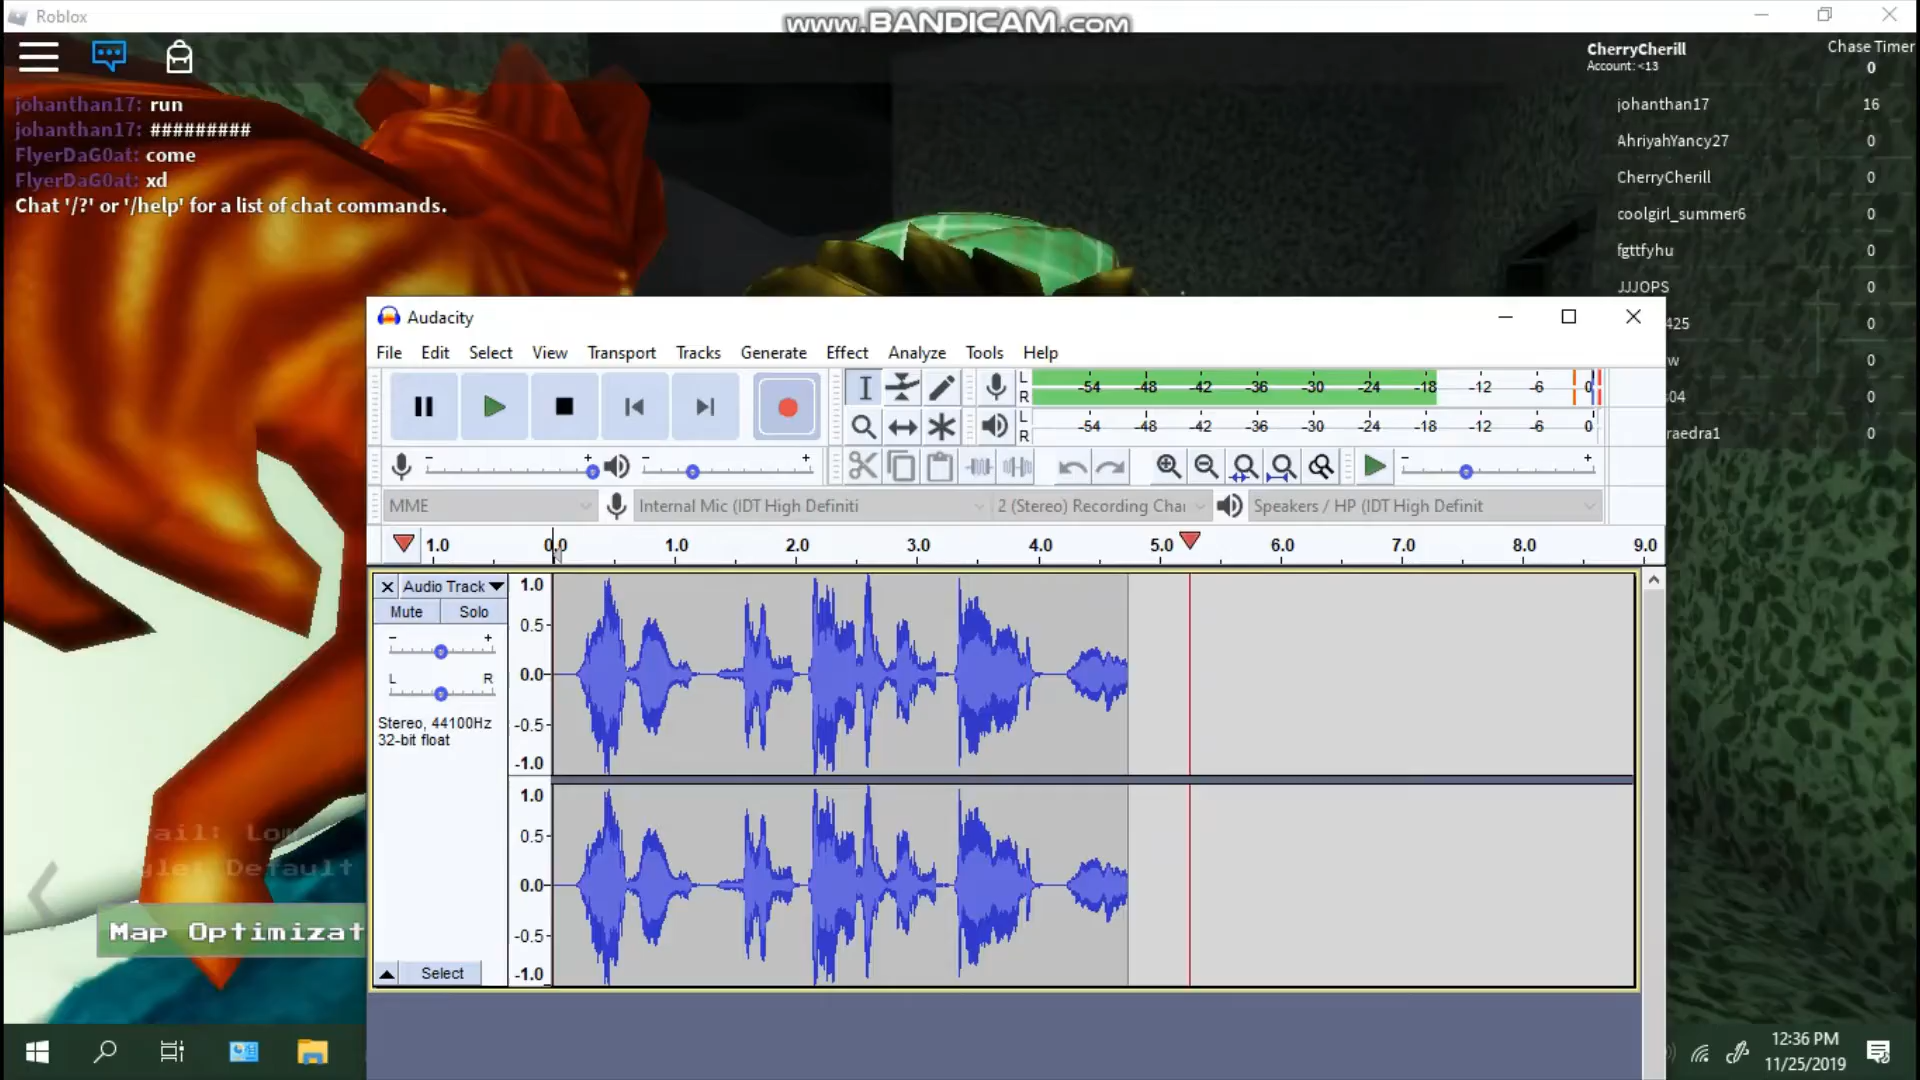 Roblox
www.BANDICAM.com
CherryCherill
Account: <13
Chase Timer
0
johanthan17: run
johanthan17: #########
FlyerDaG0at: come
FlyerDaG0at: xd
Chat '/?' or '/help' for a list of chat commands.
johanthan17 16
AhriyahYancy27 0
CherryCherill 0
coolgirl_summer6 0
fgttfyhu 0
JJJOPS 0
425 0
w 0
04 0
raedra1 0
Audacity
File Edit Select View Transport Tracks Generate Effect Analyze Tools Help
L R -54 -48 -42 -36 -30 -24 -18 -12 -6 0
L R -54 -48 -42 -36 -30 -24 -18 -12 -6 0
- + - + - +
MME Internal Mic (IDT High Definiti 2 (Stereo) Recording Chai Speakers / HP (IDT High Definit
1.0 0.0 1.0 2.0 3.0 4.0 5.0 6.0 7.0 8.0 9.0
Audio Track
Mute Solo
- +
L R
Stereo, 44100Hz
32-bit float
Select
1.0
0.5
0.0
-0.5
-1.0
1.0
0.5
0.0
-0.5
-1.0
ail: Low
yle: Default
Map Optimizat
12:36 PM
11/25/2019